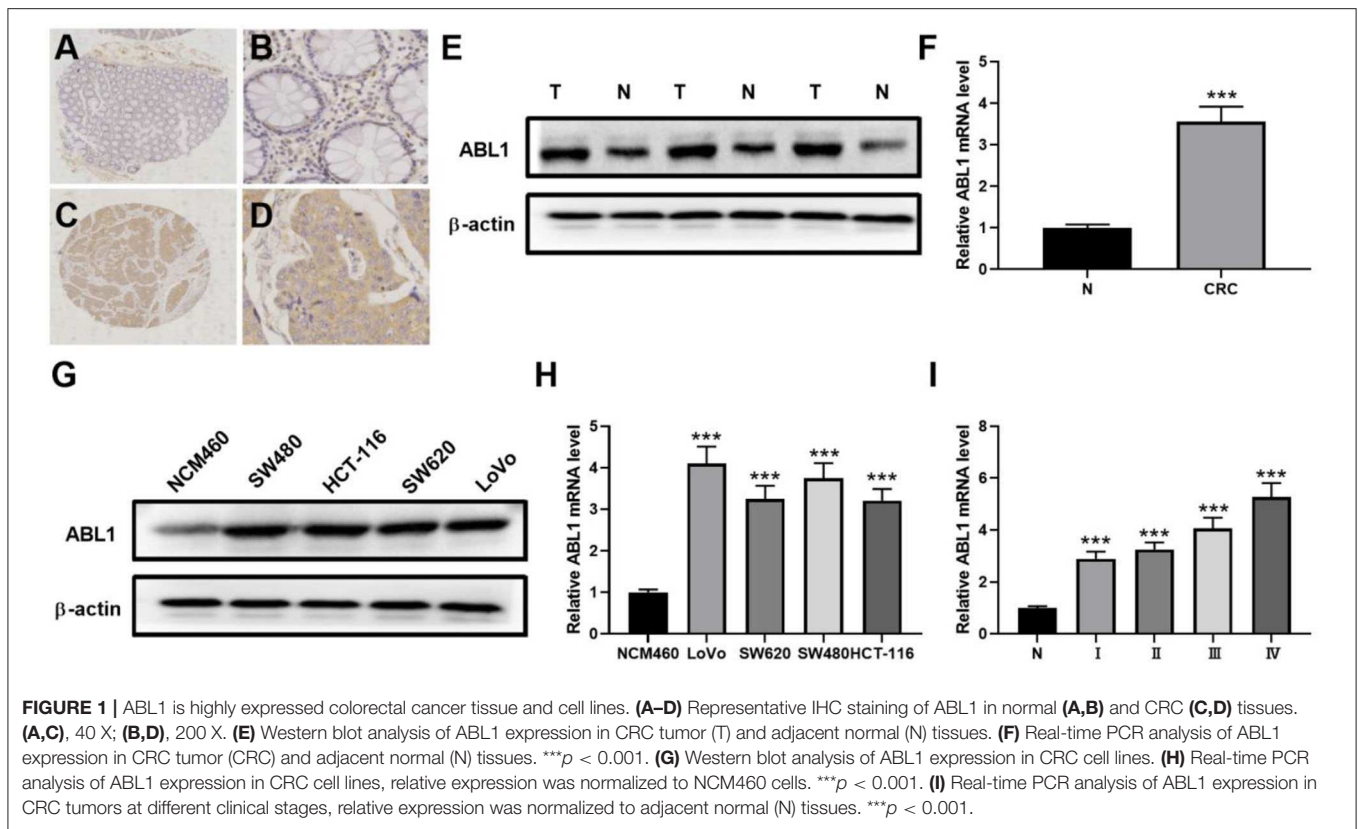 A
B
E
F
T N T N T N
ABL1
β-actin
C
D
Relative ABL1 mRNA level
5
4
3
2
1
0
***
N CRC
G
H
I
NCM460 SW480 HCT-116 SW620 LoVo
ABL1
β-actin
Relative ABL1 mRNA level
5
4
3
2
1
0
*** *** *** ***
NCM460 LoVo SW620 SW480HCT-116
Relative ABL1 mRNA level
8
6
4
2
0
*** *** *** ***
N Ⅰ Ⅱ Ⅲ Ⅳ
FIGURE 1 | ABL1 is highly expressed colorectal cancer tissue and cell lines. (A–D) Representative IHC staining of ABL1 in normal (A,B) and CRC (C,D) tissues.
(A,C), 40 X; (B,D), 200 X. (E) Western blot analysis of ABL1 expression in CRC tumor (T) and adjacent normal (N) tissues. (F) Real-time PCR analysis of ABL1
expression in CRC tumor (CRC) and adjacent normal (N) tissues. ***p < 0.001. (G) Western blot analysis of ABL1 expression in CRC cell lines. (H) Real-time PCR
analysis of ABL1 expression in CRC cell lines, relative expression was normalized to NCM460 cells. ***p < 0.001. (I) Real-time PCR analysis of ABL1 expression in
CRC tumors at different clinical stages, relative expression was normalized to adjacent normal (N) tissues. ***p < 0.001.